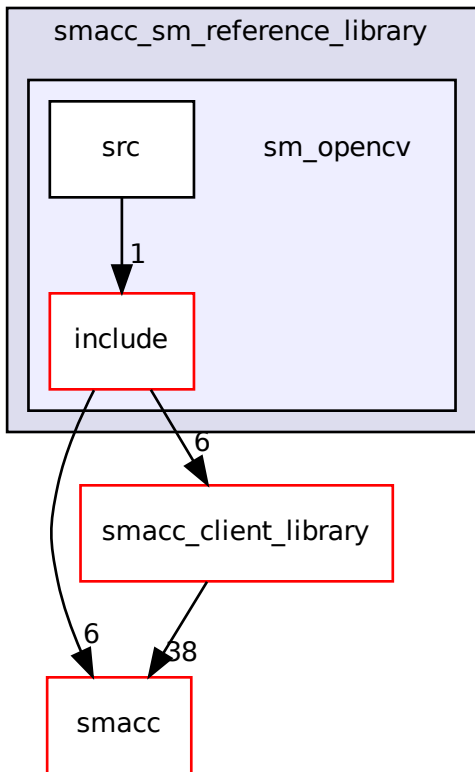 smacc_sm_reference_library
src
sm_opencv
1
include
6
smacc_client_library
6
38
smacc